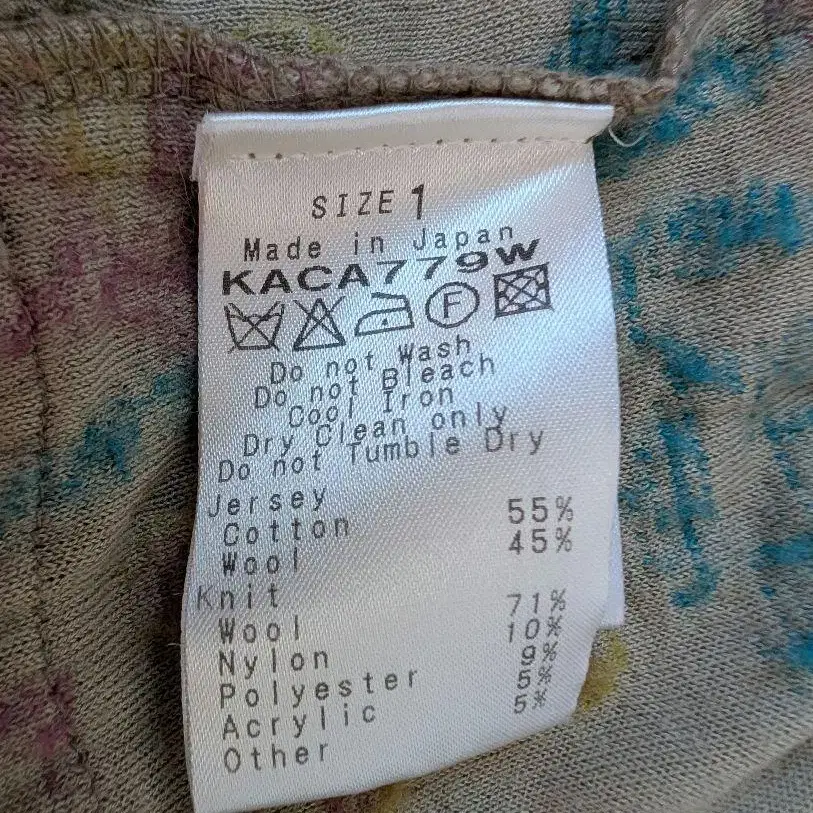 SIZE 1
Made in Japan
KACA779W
F
Do not Wash
Do not Bleach
Cool Iron
Dry Clean only
Do not Tumble Dry
Jersey
Cotton 55%
Wool 45%
Knit
Wool 71%
Nylon 10%
Polyester 9%
Acrylic 5%
Other 5%